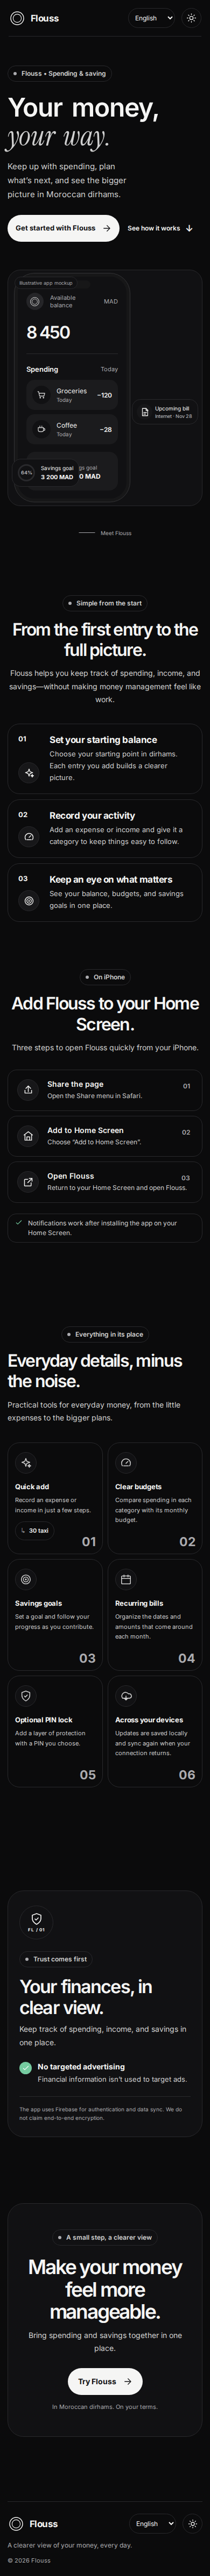 Flouss
English
Flouss • Spending & saving
Your money,
your way.
Keep up with spending, plan
what's next, and see the bigger
picture in Moroccan dirhams.
Get started with Flouss
See how it works
Illustrative app mockup
Available
balance
MAD
8 450
Spending
Today
Groceries
Today
−120
Coffee
Today
−28
Upcoming bill
Internet · Nov 28
64%
Savings goal
3 200 MAD
Meet Flouss
Simple from the start
From the first entry to the
full picture.
Flouss helps you keep track of spending, income, and
savings—without making money management feel like
work.
01
Set your starting balance
Choose your starting point in dirhams.
Each entry you add builds a clearer
picture.
02
Record your activity
Add an expense or income and give it a
category to keep things easy to follow.
03
Keep an eye on what matters
See your balance, budgets, and savings
goals in one place.
On iPhone
Add Flouss to your Home
Screen.
Three steps to open Flouss quickly from your iPhone.
Share the page
01
Open the Share menu in Safari.
Add to Home Screen
02
Choose “Add to Home Screen”.
Open Flouss
03
Return to your Home Screen and open Flouss.
Notifications work after installing the app on your
Home Screen.
Everything in its place
Everyday details, minus
the noise.
Practical tools for everyday money, from the little
expenses to the bigger plans.
Quick add
Record an expense or
income in just a few steps.
30 taxi
01
Clear budgets
Compare spending in each
category with its monthly
budget.
02
Savings goals
Set a goal and follow your
progress as you contribute.
03
Recurring bills
Organize the dates and
amounts that come around
each month.
04
Optional PIN lock
Add a layer of protection
with a PIN you choose.
05
Across your devices
Updates are saved locally
and sync again when your
connection returns.
06
FL / 01
Trust comes first
Your finances, in
clear view.
Keep track of spending, income, and savings in
one place.
No targeted advertising
Financial information isn't used to target ads.
The app uses Firebase for authentication and data sync. We do
not claim end-to-end encryption.
A small step, a clearer view
Make your money
feel more
manageable.
Bring spending and savings together in one
place.
Try Flouss
In Moroccan dirhams. On your terms.
Flouss
English
A clearer view of your money, every day.
© 2026 Flouss